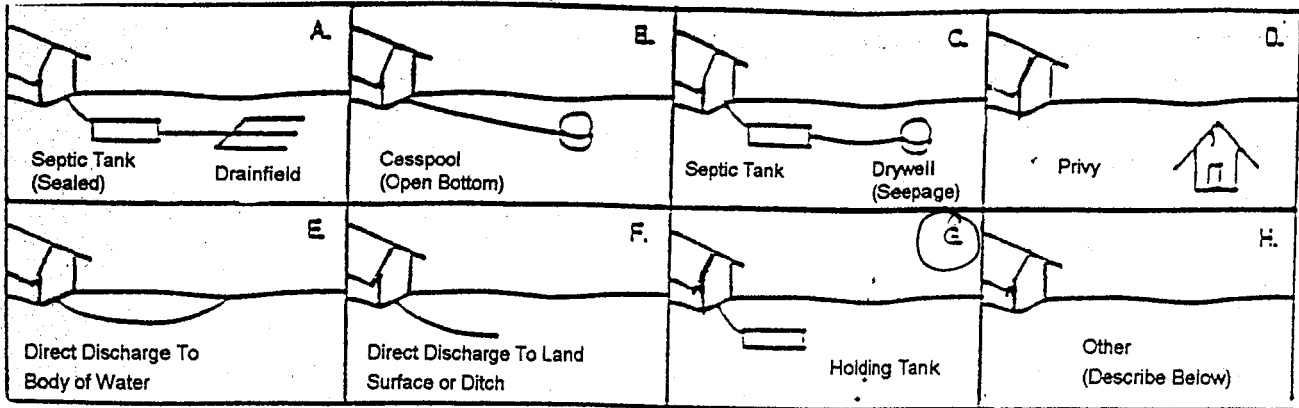 A.
Septic Tank
(Sealed)
Drainfield
B.
Cesspool
(Open Bottom)
C.
Septic Tank
Drywell
(Seepage)
D.
Privy
E.
Direct Discharge To
Body of Water
F.
Direct Discharge To Land
Surface or Ditch
G.
Holding Tank
H.
Other
(Describe Below)